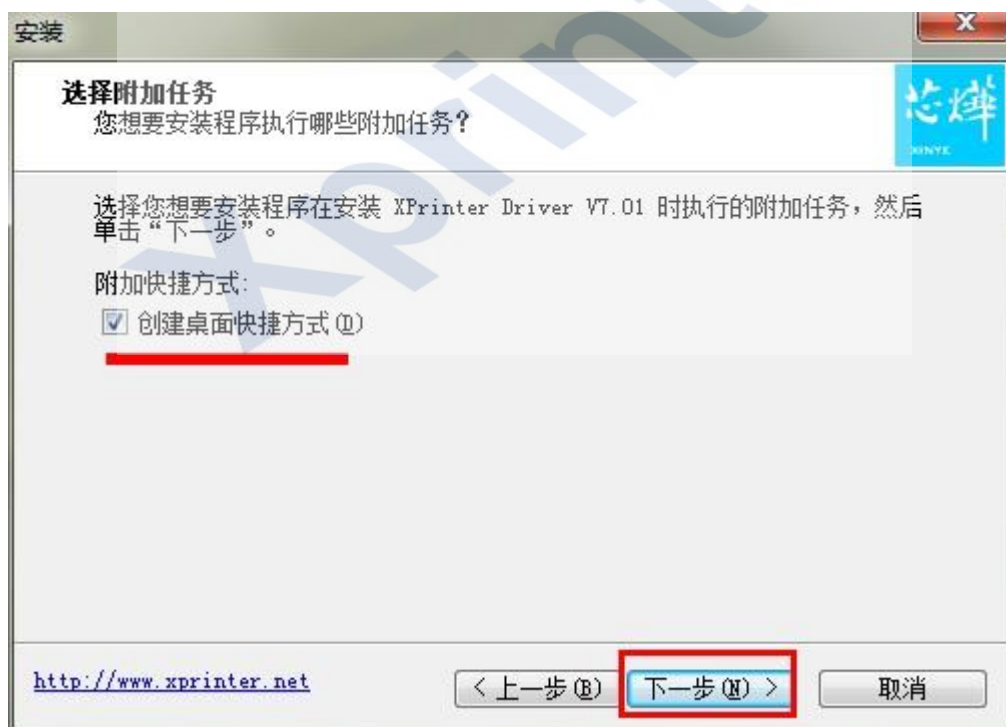 安装
选择附加任务
您想要安装程序执行哪些附加任务?
芯烨
XINYE
选择您想要安装程序在安装 XPrinter Driver V7.01 时执行的附加任务,然后
单击“下一步”。
附加快捷方式:
创建桌面快捷方式(D)
http://www.xprinter.net
< 上一步(B)
下一步(N) >
取消
Xprint